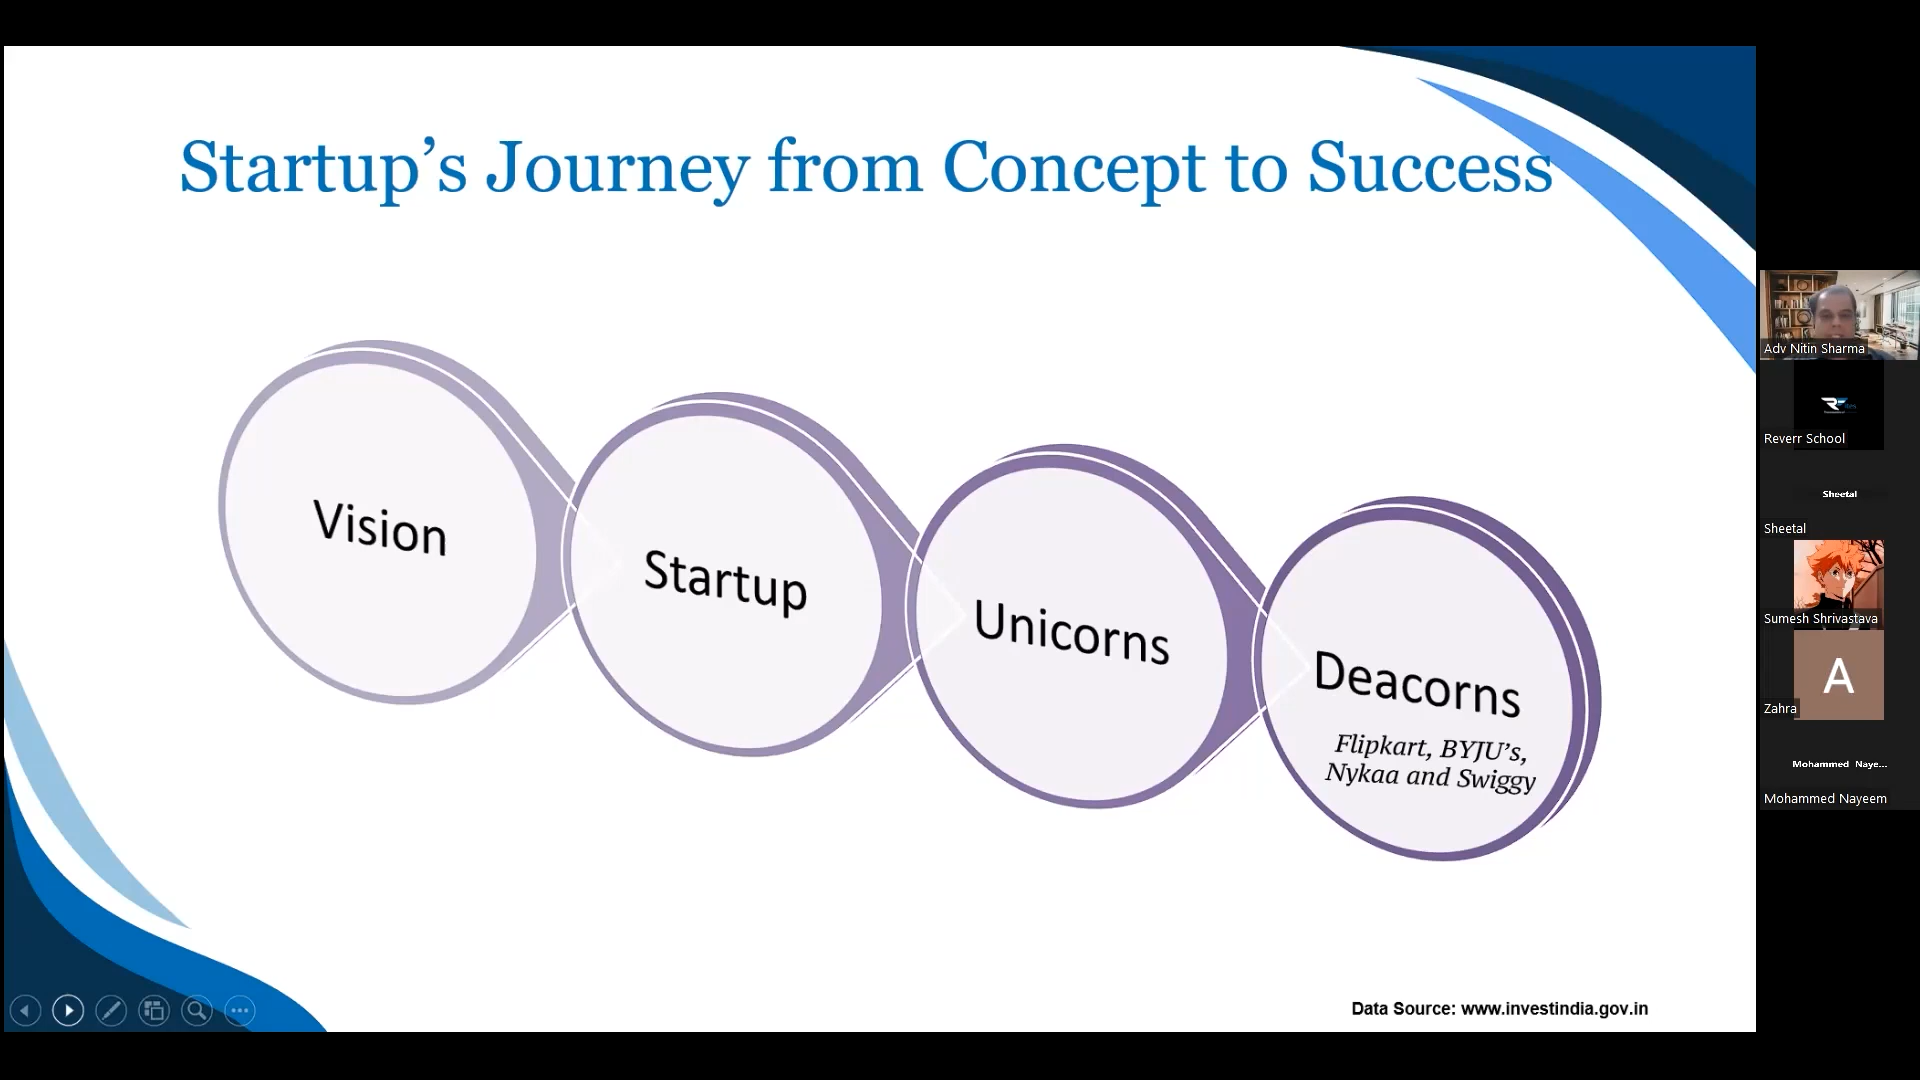 Startup’s Journey from Concept to Success
Vision
Startup
Unicorns
Deacorns
Flipkart, BYJU’s,
Nykaa and Swiggy
Data Source: www.investindia.gov.in
Adv Nitin Sharma
Reverr School
Sheetal
Sheetal
Sumesh Shrivastava
A
Zahra
Mohammed Naye...
Mohammed Nayeem